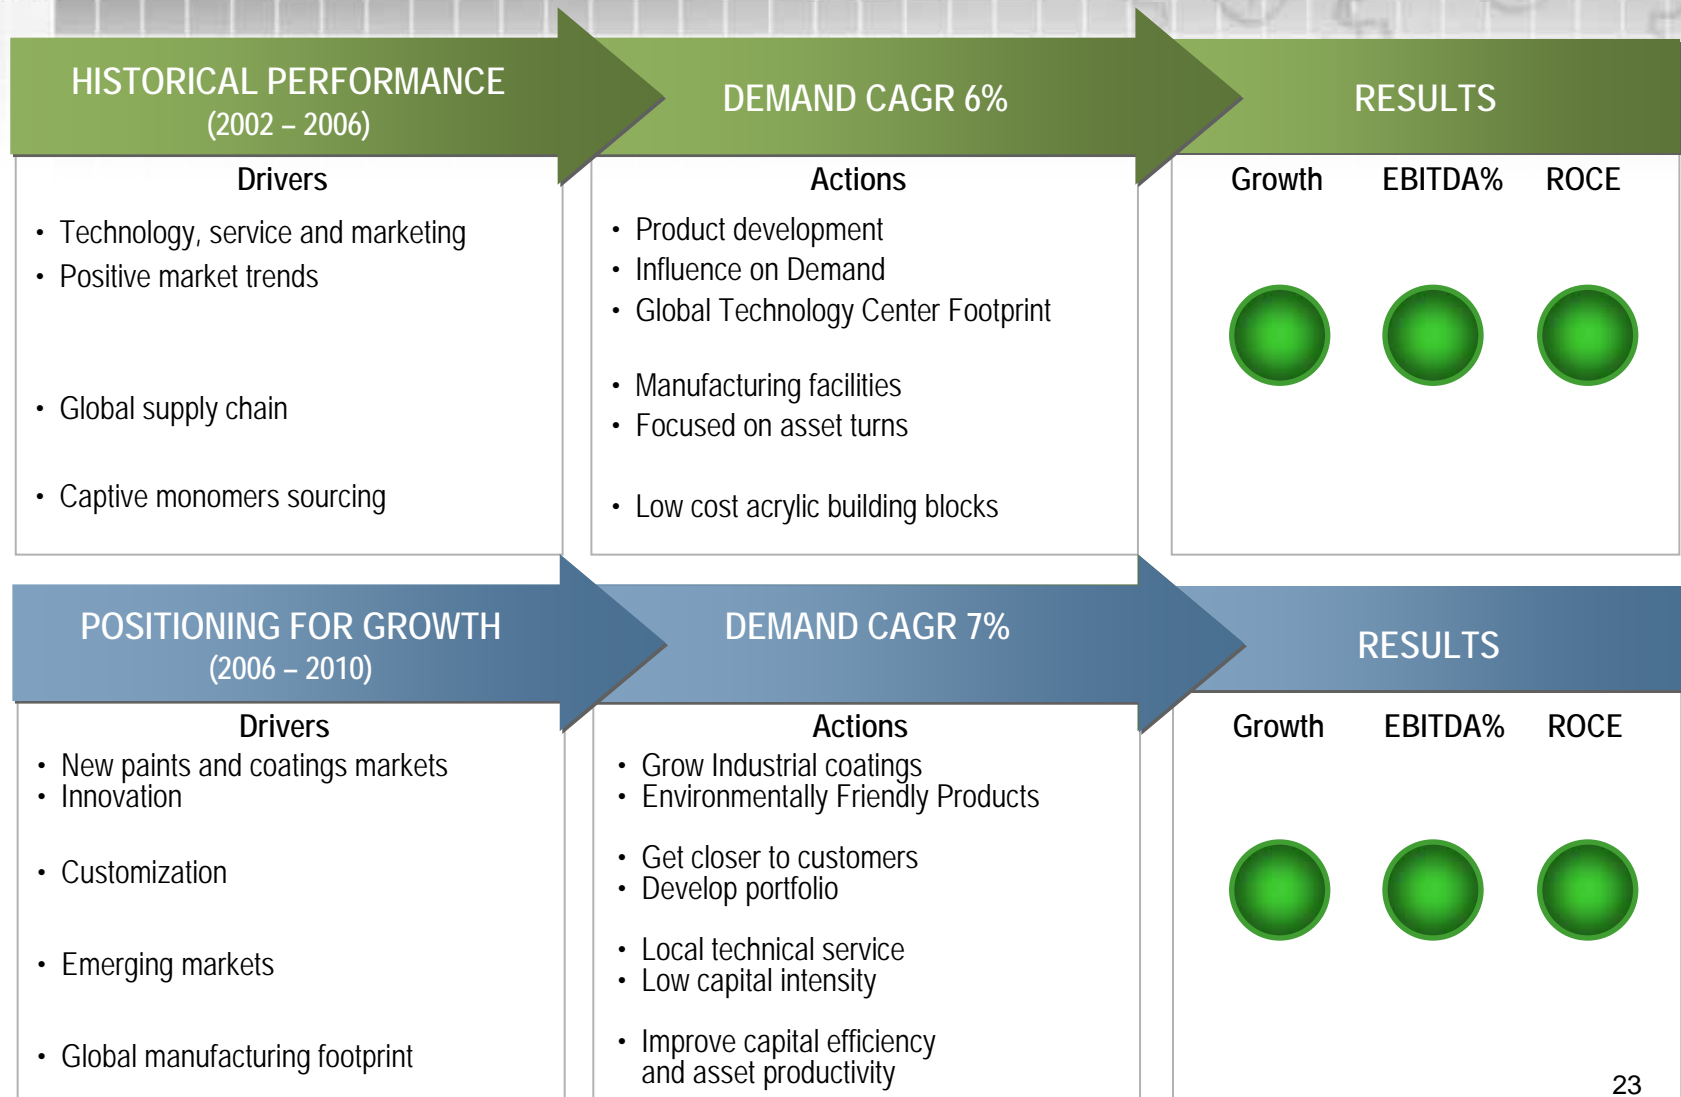 HISTORICAL PERFORMANCE
(2002 – 2006)
DEMAND CAGR 6%
RESULTS
Drivers
• Technology, service and marketing
• Positive market trends
• Global supply chain
• Captive monomers sourcing
Actions
• Product development
• Influence on Demand
• Global Technology Center Footprint
• Manufacturing facilities
• Focused on asset turns
• Low cost acrylic building blocks
Growth EBITDA% ROCE
POSITIONING FOR GROWTH
(2006 – 2010)
DEMAND CAGR 7%
RESULTS
Drivers
• New paints and coatings markets
• Innovation
• Customization
• Emerging markets
• Global manufacturing footprint
Actions
• Grow Industrial coatings
• Environmentally Friendly Products
• Get closer to customers
• Develop portfolio
• Local technical service
• Low capital intensity
• Improve capital efficiency
and asset productivity
Growth EBITDA% ROCE
23